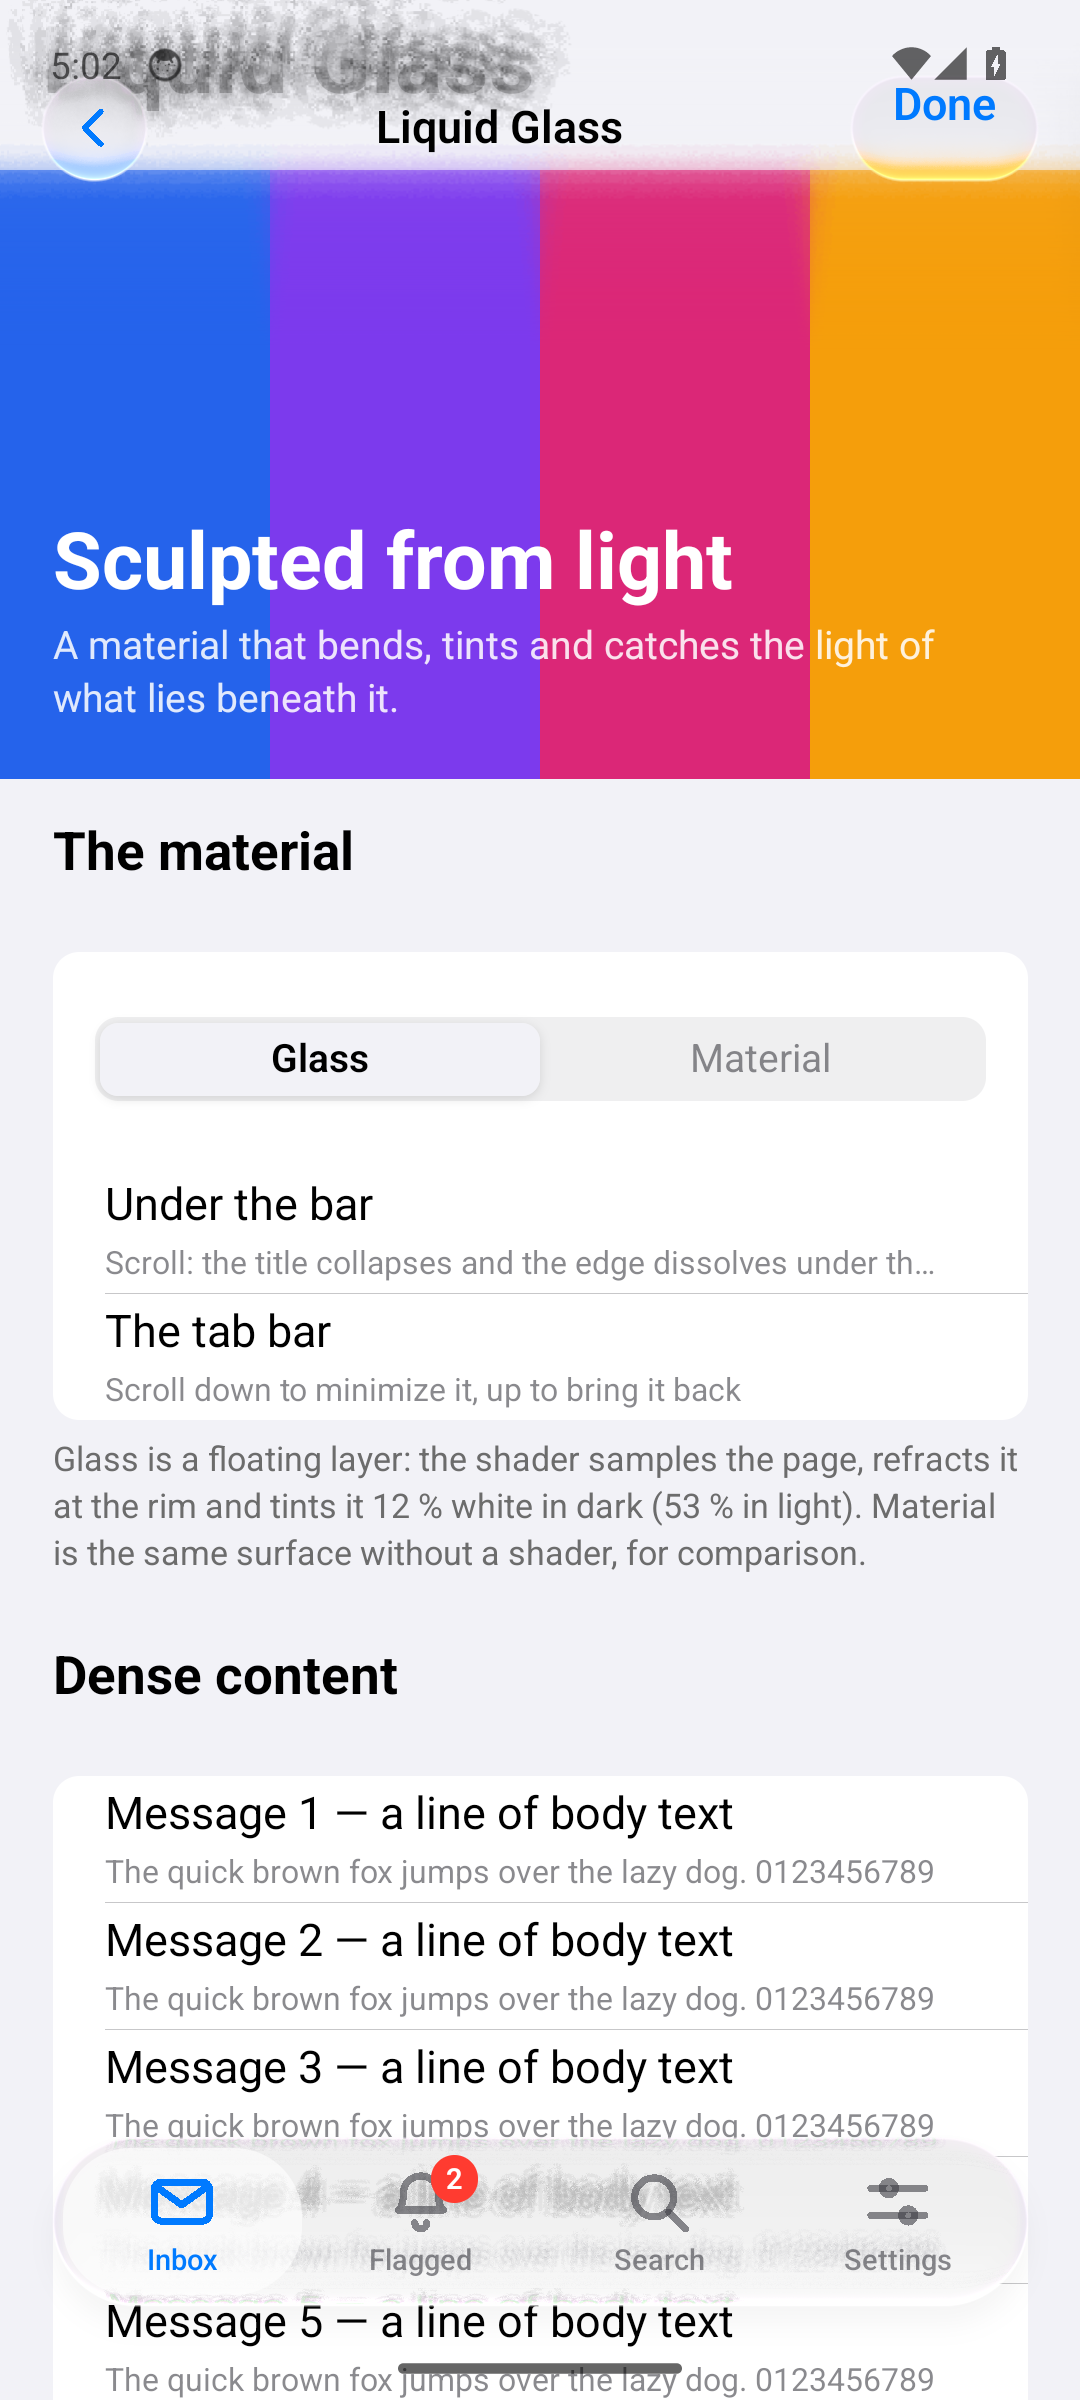 Liquid Glass
5:02
Liquid Glass
Done
Sculpted from light
A material that bends, tints and catches the light of
what lies beneath it.
The material
Glass
Material
Under the bar
Scroll: the title collapses and the edge dissolves under th…
The tab bar
Scroll down to minimize it, up to bring it back
Glass is a floating layer: the shader samples the page, refracts it
at the rim and tints it 12 % white in dark (53 % in light). Material
is the same surface without a shader, for comparison.
Dense content
Message 1 — a line of body text
The quick brown fox jumps over the lazy dog. 0123456789
Message 2 — a line of body text
The quick brown fox jumps over the lazy dog. 0123456789
Message 3 — a line of body text
The quick brown fox jumps over the lazy dog. 0123456789
2
Inbox
Flagged
Search
Settings
Message 5 — a line of body text
The quick brown fox jumps over the lazy dog. 0123456789